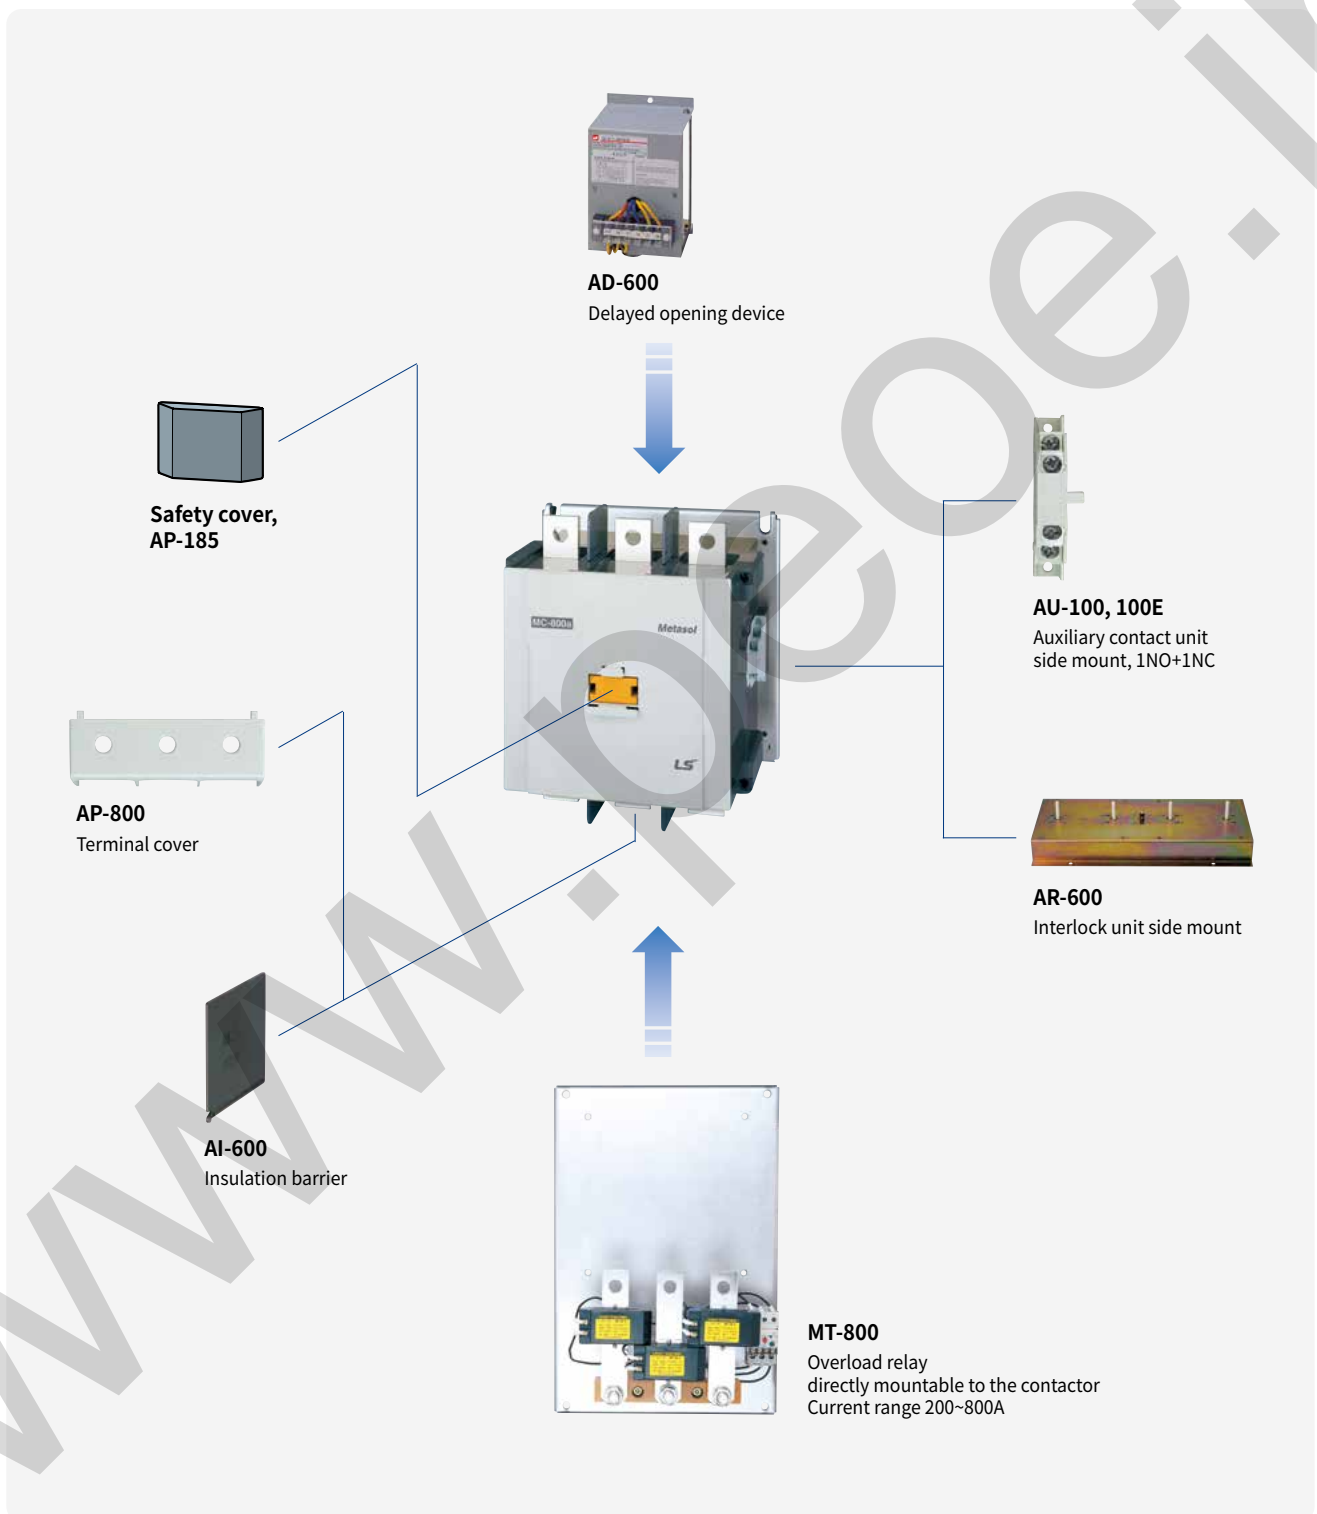 AD-600
Delayed opening device
Safety cover,
AP-185
MC-800a
Metasol
LS
AU-100, 100E
Auxiliary contact unit
side mount, 1NO+1NC
AP-800
Terminal cover
AR-600
Interlock unit side mount
AI-600
Insulation barrier
MT-800
Overload relay
directly mountable to the contactor
Current range 200~800A